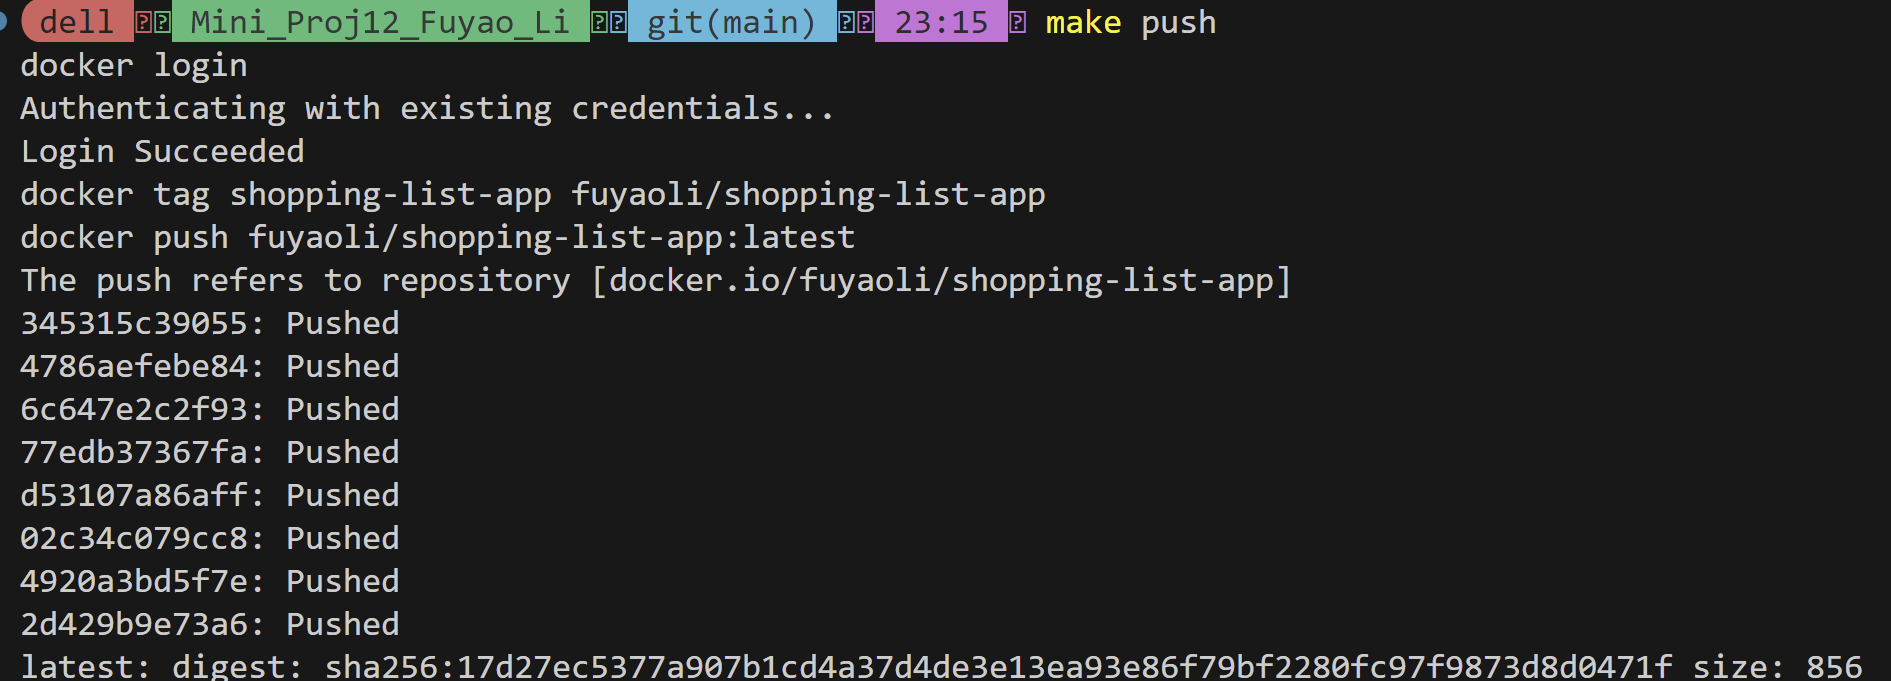 dell Mini_Proj12_Fuyao_Li git(main) 23:15 make push
docker login
Authenticating with existing credentials...
Login Succeeded
docker tag shopping-list-app fuyaoli/shopping-list-app
docker push fuyaoli/shopping-list-app:latest
The push refers to repository [docker.io/fuyaoli/shopping-list-app]
345315c39055: Pushed
4786aefebe84: Pushed
6c647e2c2f93: Pushed
77edb37367fa: Pushed
d53107a86aff: Pushed
02c34c079cc8: Pushed
4920a3bd5f7e: Pushed
2d429b9e73a6: Pushed
latest: digest: sha256:17d27ec5377a907b1cd4a37d4de3e13ea93e86f79bf2280fc97f9873d8d0471f size: 856